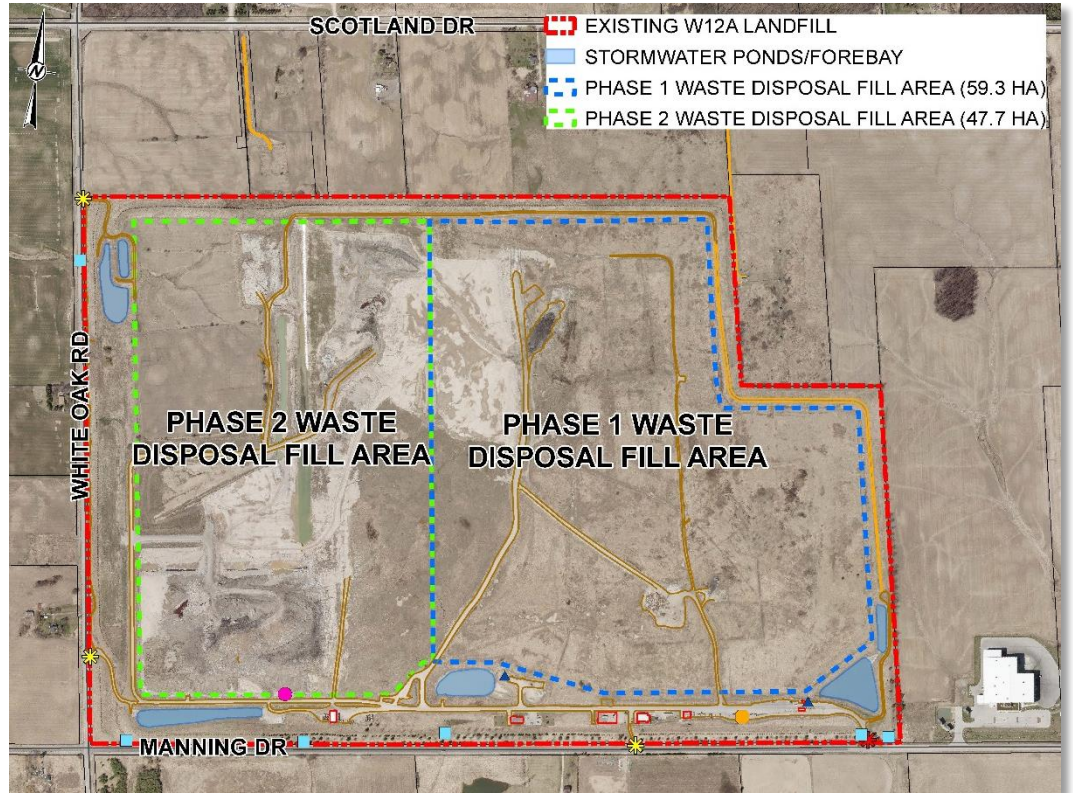 SCOTLAND DR
EXISTING W12A LANDFILL
STORMWATER PONDS/FOREBAY
PHASE 1 WASTE DISPOSAL FILL AREA (59.3 HA)
PHASE 2 WASTE DISPOSAL FILL AREA (47.7 HA)
N
WHITE OAK RD
PHASE 2 WASTE
DISPOSAL FILL AREA
PHASE 1 WASTE
DISPOSAL FILL AREA
MANNING DR